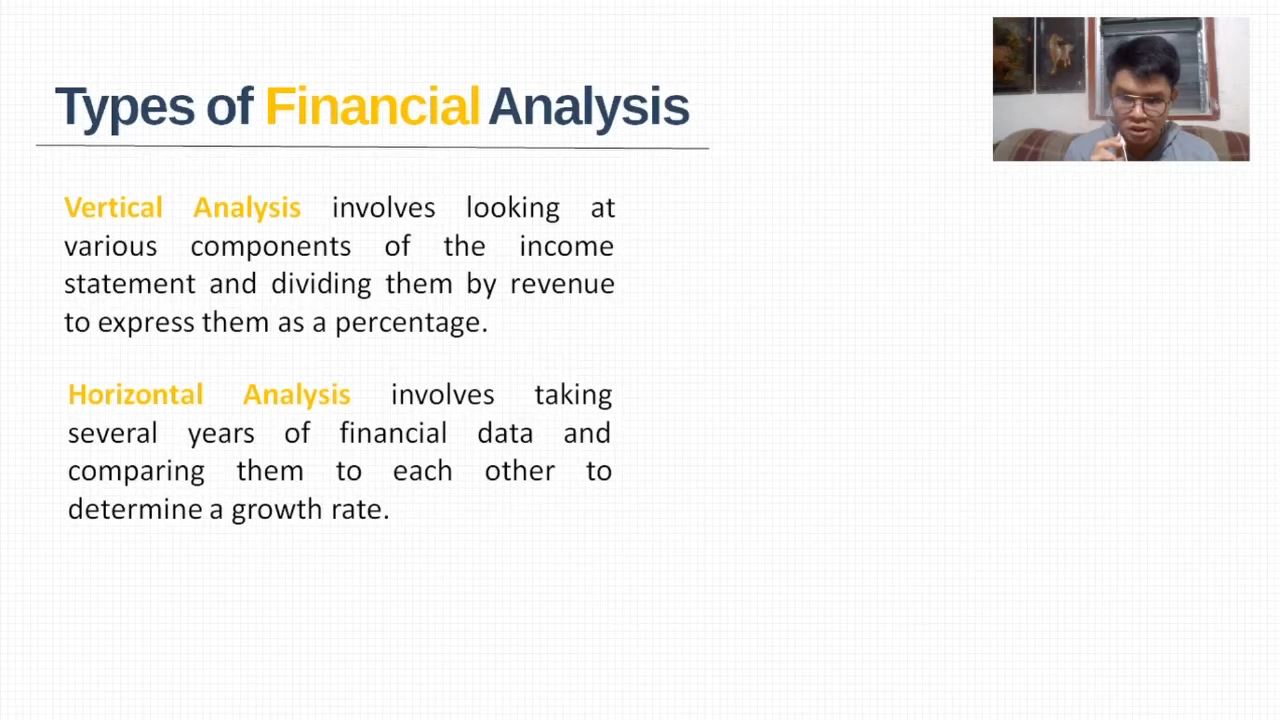 Types of Financial Analysis
Vertical Analysis involves looking at
various components of the income
statement and dividing them by revenue
to express them as a percentage.
Horizontal Analysis involves taking
several years of financial data and
comparing them to each other to
determine a growth rate.